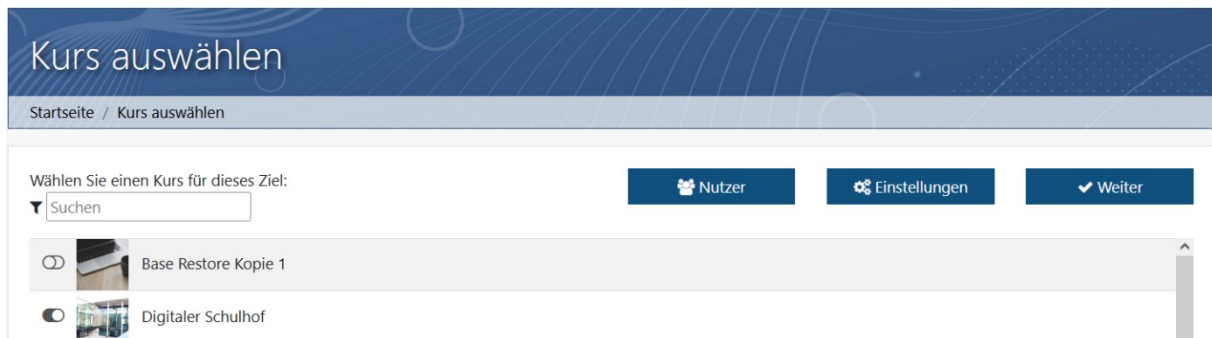 Kurs auswählen
Startseite / Kurs auswählen
Wählen Sie einen Kurs für dieses Ziel:
Suchen
Nutzer
Einstellungen
Weiter
Base Restore Kopie 1
Digitaler Schulhof